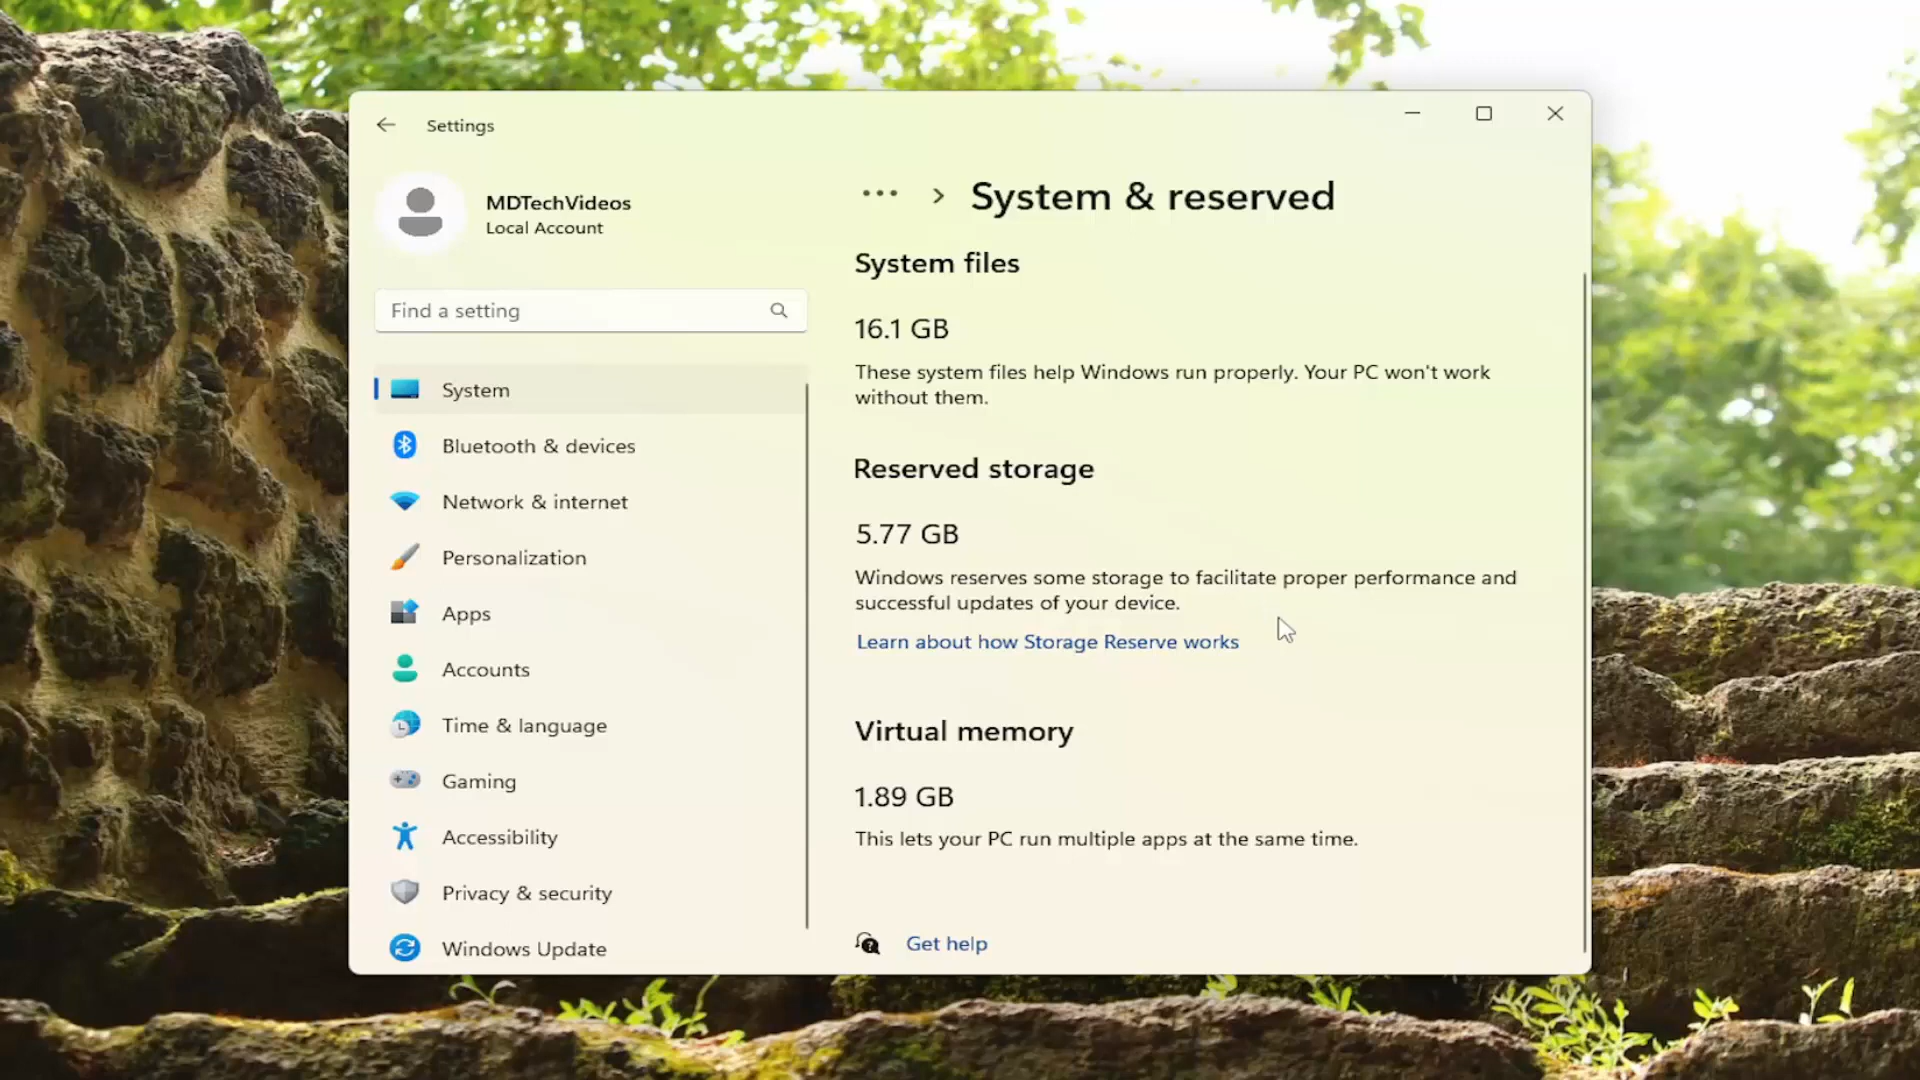 Settings
MDTechVideos
Local Account
Find a setting
System
Bluetooth & devices
Network & internet
Personalization
Apps
Accounts
Time & language
Gaming
Accessibility
Privacy & security
Windows Update
... > System & reserved
System files
16.1 GB
These system files help Windows run properly. Your PC won't work
without them.
Reserved storage
5.77 GB
Windows reserves some storage to facilitate proper performance and
successful updates of your device.
Learn about how Storage Reserve works
Virtual memory
1.89 GB
This lets your PC run multiple apps at the same time.
Get help